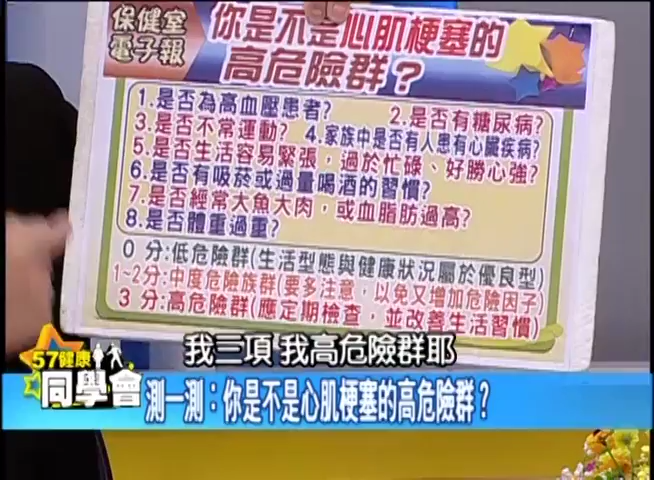 保健室
電子報
你是不是心肌梗塞的
高危險群？
1.是否為高血壓患者？ 2.是否有糖尿病？
3.是否不常運動？ 4.家族中是否有人患有心臟疾病？
5.是否生活容易緊張，過於忙碌、好勝心強？
6.是否有吸菸或過量喝酒的習慣？
7.是否經常大魚大肉，或血脂肪過高？
8.是否體重過重？
0 分:低危險群(生活型態與健康狀況屬於優良型)
1~2分:中度危險族群(要多注意，以免又增加危險因子)
3 分:高危險群(應定期檢查，並改善生活習慣)
我三項 我高危險群耶
57健康
同學會
測一測：你是不是心肌梗塞的高危險群？